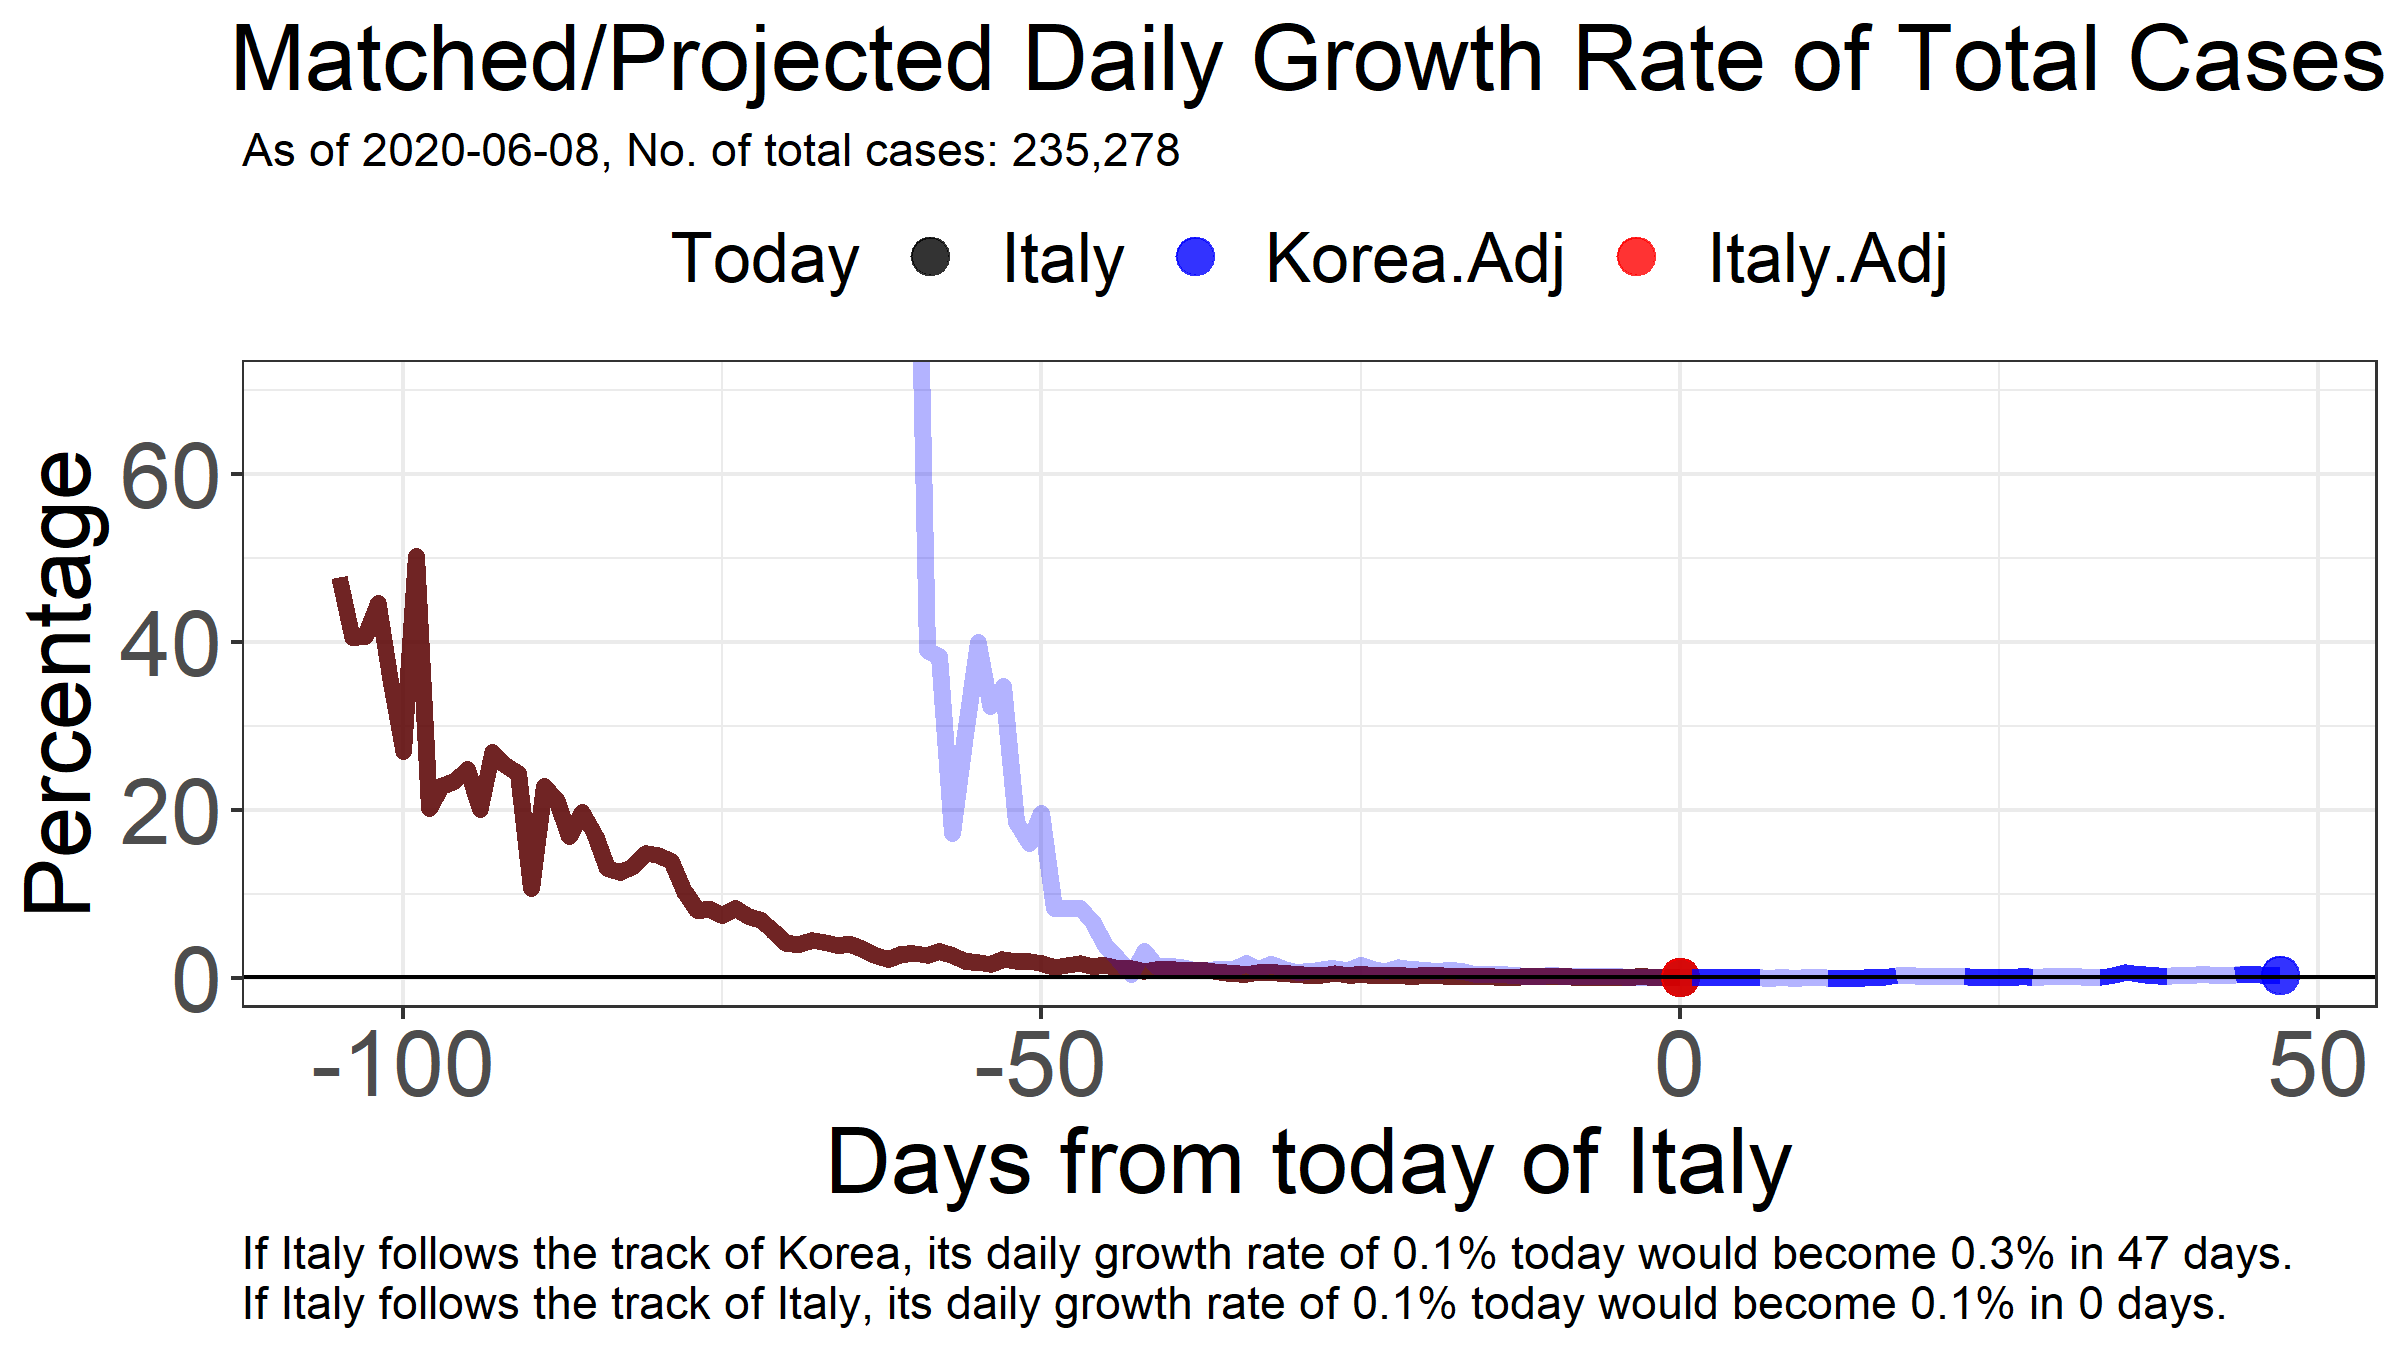 Matched/Projected Daily Growth Rate of Total Cases
As of 2020-06-08, No. of total cases: 235,278
Today Italy Korea.Adj Italy.Adj
Percentage
60
40
20
0
-100 -50 0 50
Days from today of Italy
If Italy follows the track of Korea, its daily growth rate of 0.1% today would become 0.3% in 47 days.
If Italy follows the track of Italy, its daily growth rate of 0.1% today would become 0.1% in 0 days.